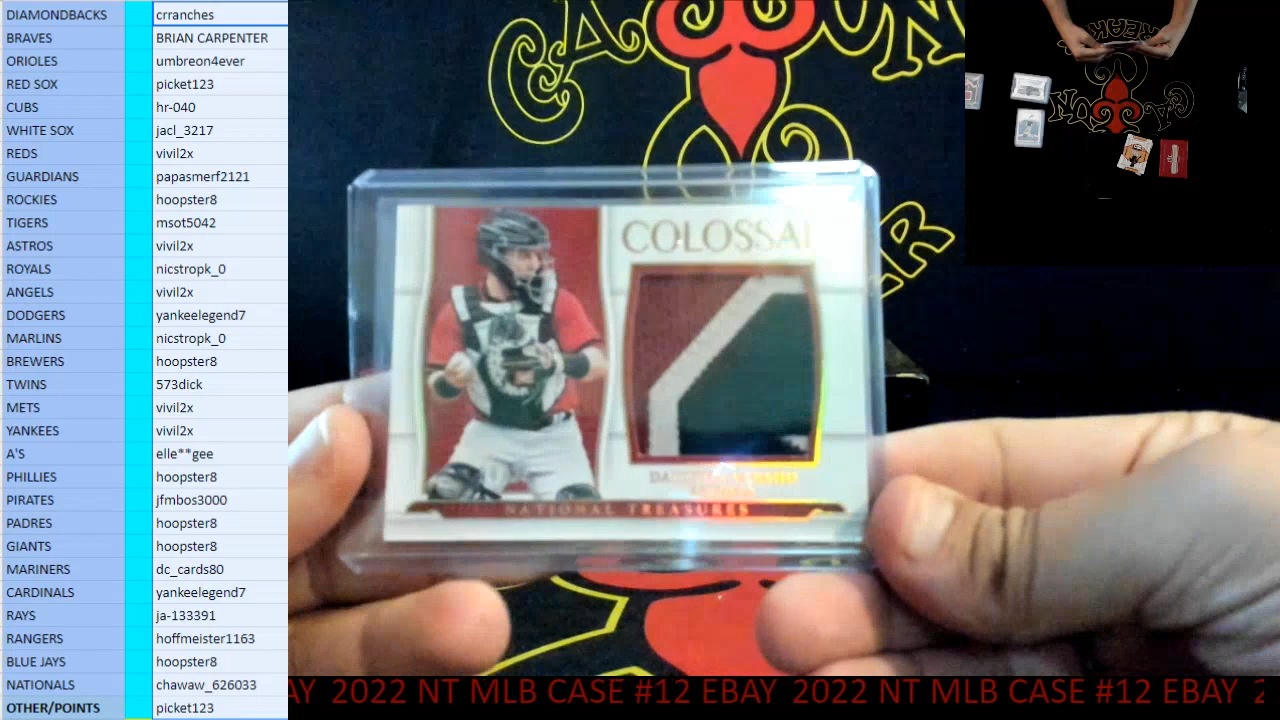 DIAMONDBACKS crranches
BRAVES BRIAN CARPENTER
ORIOLES umbreon4ever
RED SOX picket123
CUBS hr-040
WHITE SOX jacl_3217
REDS vivil2x
GUARDIANS papasmerf2121
ROCKIES hoopster8
TIGERS msot5042
ASTROS vivil2x
ROYALS nicstropk_0
ANGELS vivil2x
DODGERS yankeelegend7
MARLINS nicstropk_0
BREWERS hoopster8
TWINS 573dick
METS vivil2x
YANKEES vivil2x
A'S elle**gee
PHILLIES hoopster8
PIRATES jfmbos3000
PADRES hoopster8
GIANTS hoopster8
MARINERS dc_cards80
CARDINALS yankeelegend7
RAYS ja-133391
RANGERS hoffmeister1163
BLUE JAYS hoopster8
NATIONALS chawaw_626033
OTHER/POINTS picket123
COLOSSAL
NATIONAL TREASURES
AY 2022 NT MLB CASE #12 EBAY 2022 NT MLB CASE #12 EBAY 2